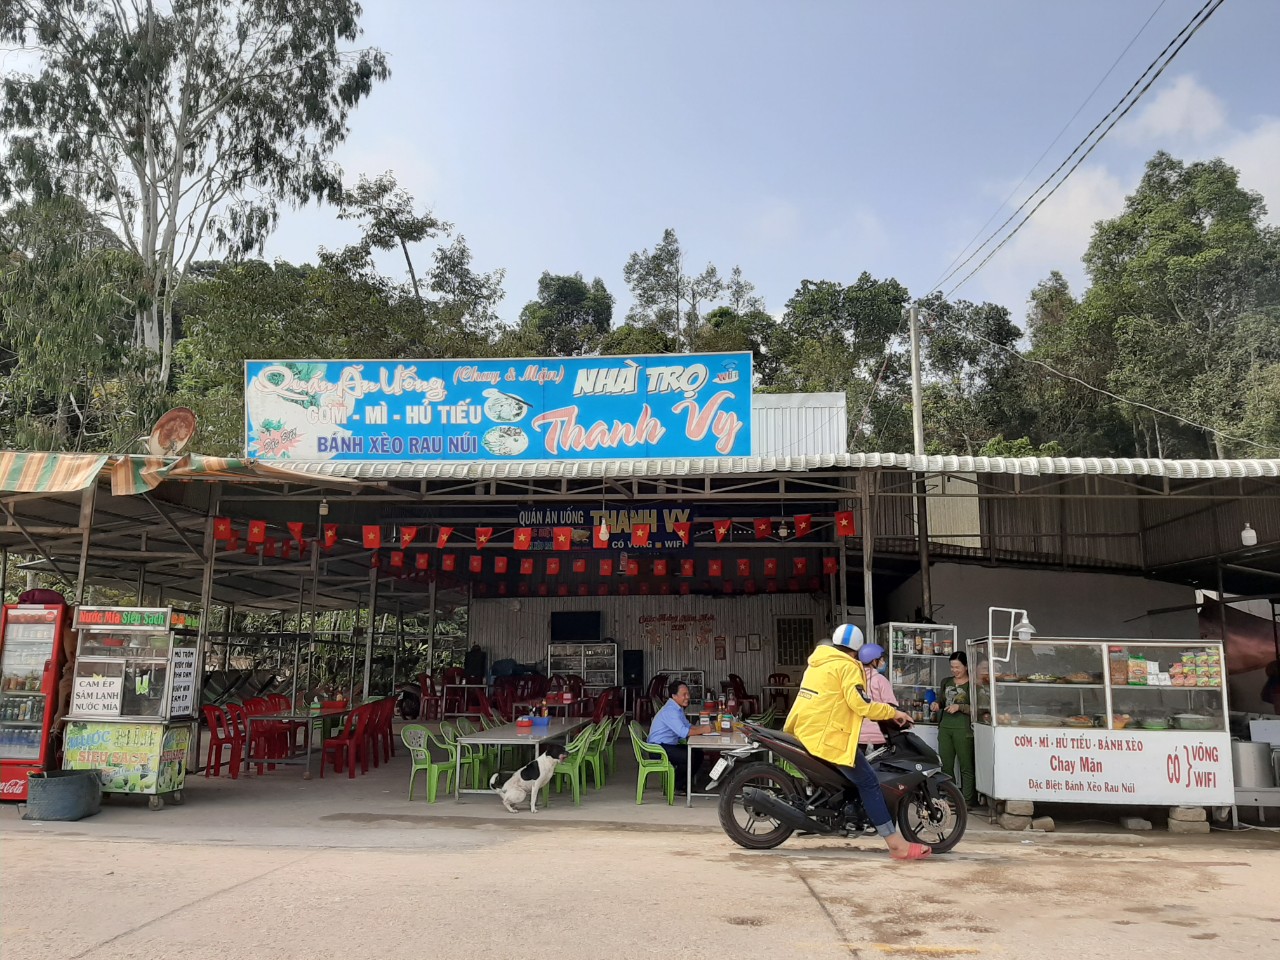 Quán Ăn Uống (Chay & Mặn)
CƠM - MÌ - HỦ TIẾU
BÁNH XÈO RAU NÚI
NHÀ TRỌ
Thanh Vy
QUÁN ĂN UỐNG THANH VY
CÓ VÕNG WIFI
Nước Mía Siên Sạch
CAM ÉP
SÂM LẠNH
NƯỚC MÍA
Coca-Cola
CƠM - MÌ - HỦ TIẾU - BÁNH XÈO
Chay Mặn
Đặc Biệt: Bánh Xèo Rau Núi
CÓ } VÕNG
WIFI